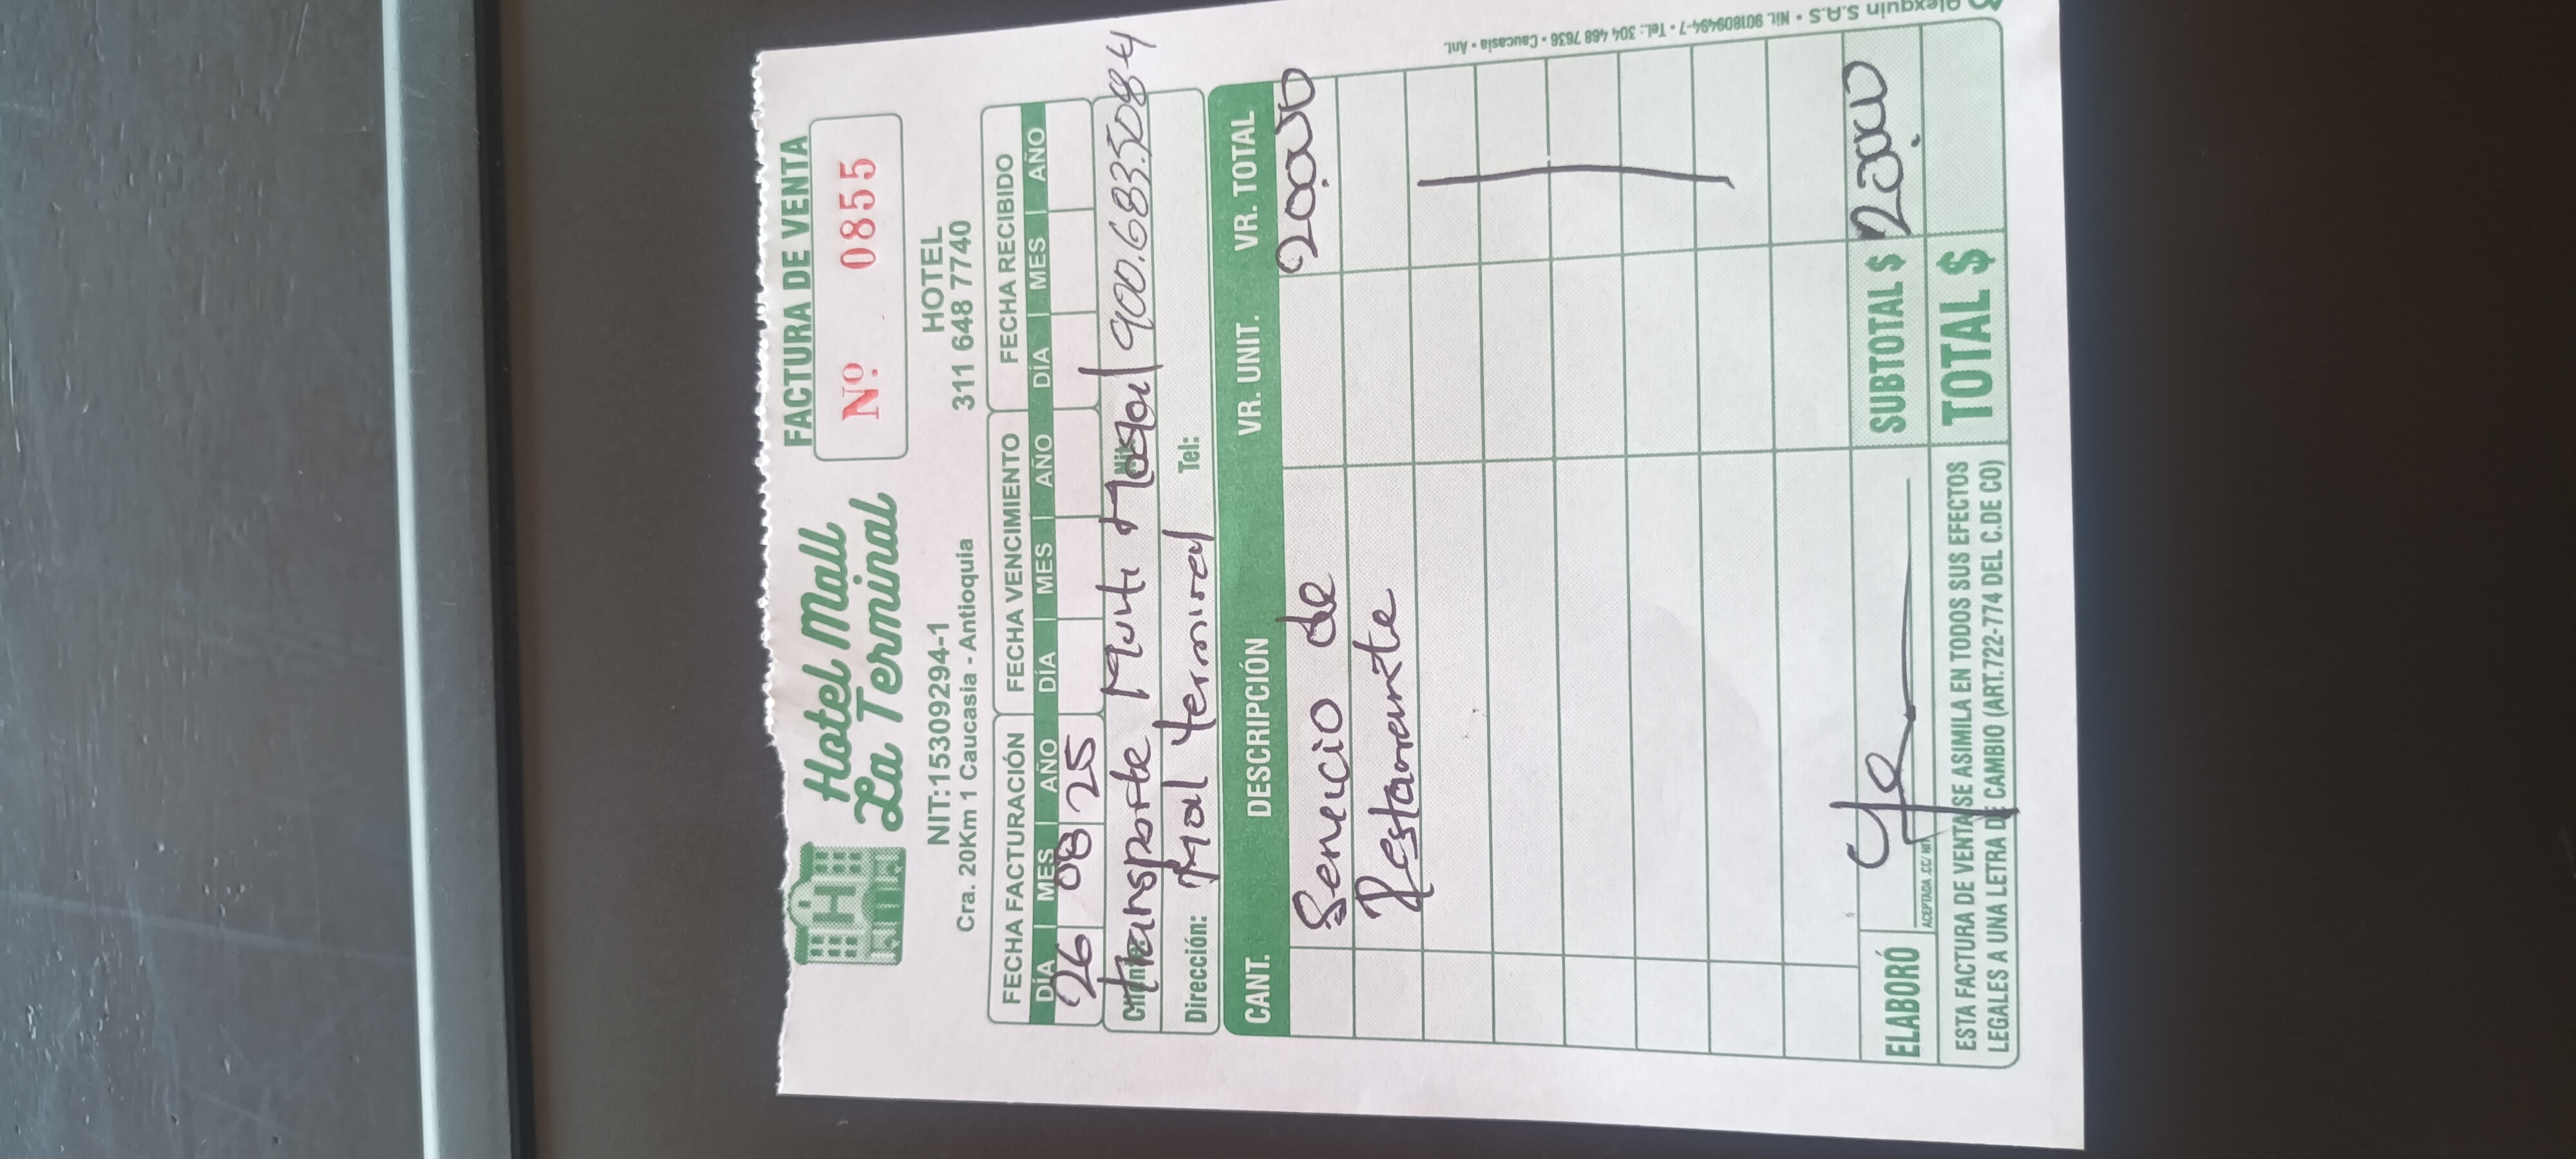 Hotel Mall
La Terminal
FACTURA DE VENTA
Nº. 0855
NIT:15309294-1
Cra. 20Km 1 Caucasia - Antioquia
HOTEL
311 648 7740
FECHA FACTURACIÓN FECHA VENCIMIENTO FECHA RECIBIDO
DÍA MES AÑO DÍA MES AÑO DÍA MES AÑO
26 08 25
Cliente: transporte Multi Nit: 900.683.508-4
Dirección: Mal terminal Tel:
CANT. DESCRIPCIÓN VR. UNIT. VR. TOTAL
Servicio de 20.000
Restaurante
ELABORÓ SUBTOTAL $ 20.000
ACEPTADA .CC/ NIT
ESTA FACTURA DE VENTA SE ASIMILA EN TODOS SUS EFECTOS
LEGALES A UNA LETRA DE CAMBIO (ART.722-774 DEL C.DE CO)
TOTAL $
alexquin S.A.S • Nit. 901809494-7 • Tel.: 304 468 7636 • Caucasia • Ant.